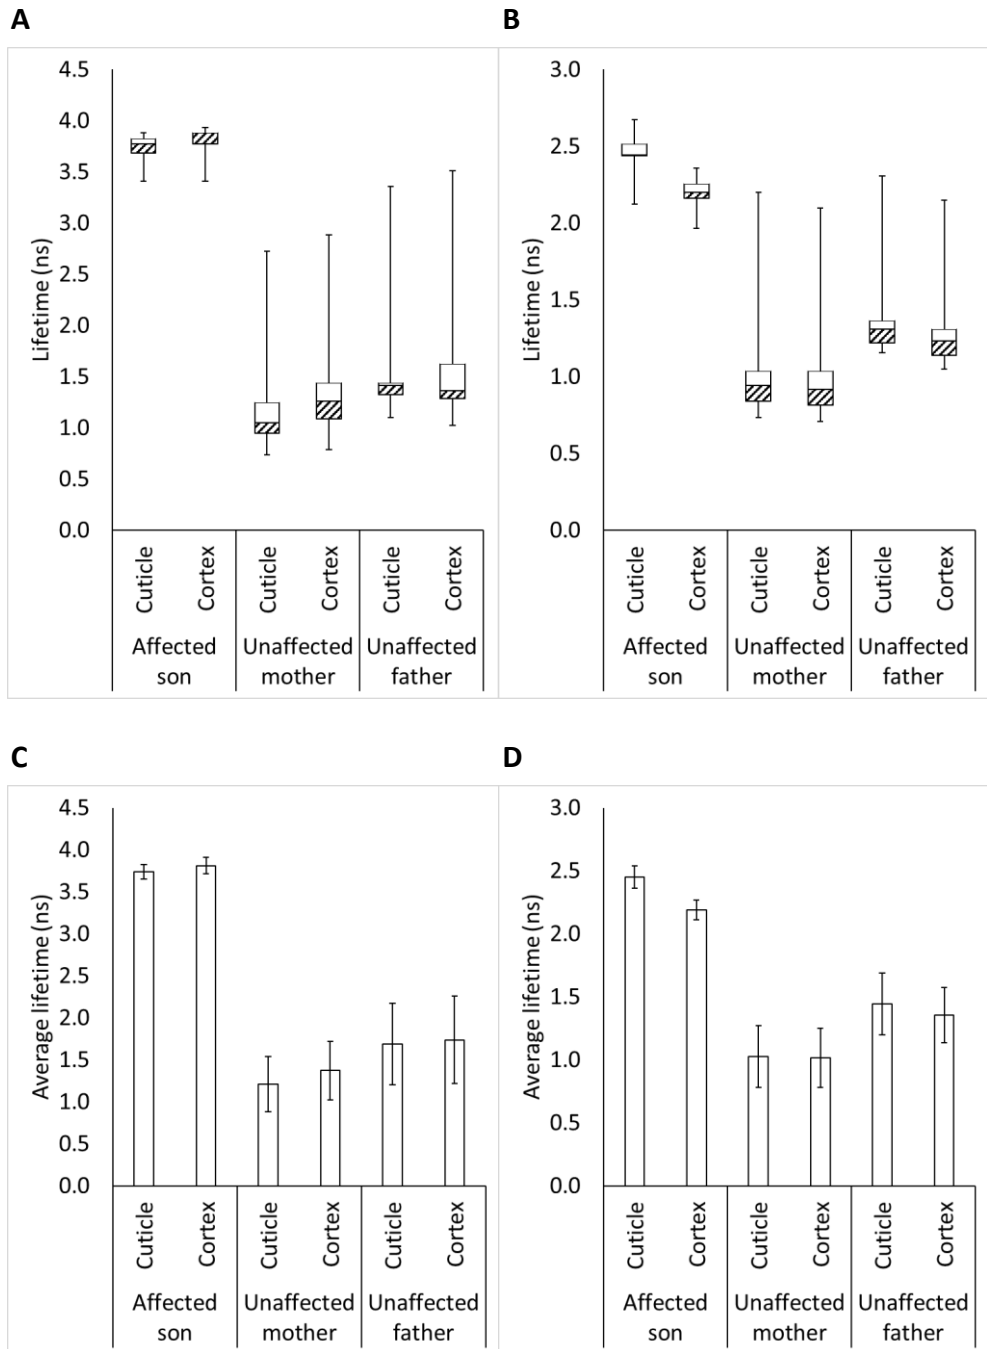 A
4.5
4.0
3.5
3.0
2.5
2.0
1.5
1.0
0.5
0.0
Lifetime (ns)
Cuticle
Cortex
Cuticle
Cortex
Cuticle
Cortex
Affected
son
Unaffected
mother
Unaffected
father
B
3.0
2.5
2.0
1.5
1.0
0.5
0.0
Lifetime (ns)
Cuticle
Cortex
Cuticle
Cortex
Cuticle
Cortex
Affected
son
Unaffected
mother
Unaffected
father
C
4.5
4.0
3.5
3.0
2.5
2.0
1.5
1.0
0.5
0.0
Average lifetime (ns)
Cuticle
Cortex
Cuticle
Cortex
Cuticle
Cortex
Affected
son
Unaffected
mother
Unaffected
father
D
3.0
2.5
2.0
1.5
1.0
0.5
0.0
Average lifetime (ns)
Cuticle
Cortex
Cuticle
Cortex
Cuticle
Cortex
Affected
son
Unaffected
mother
Unaffected
father